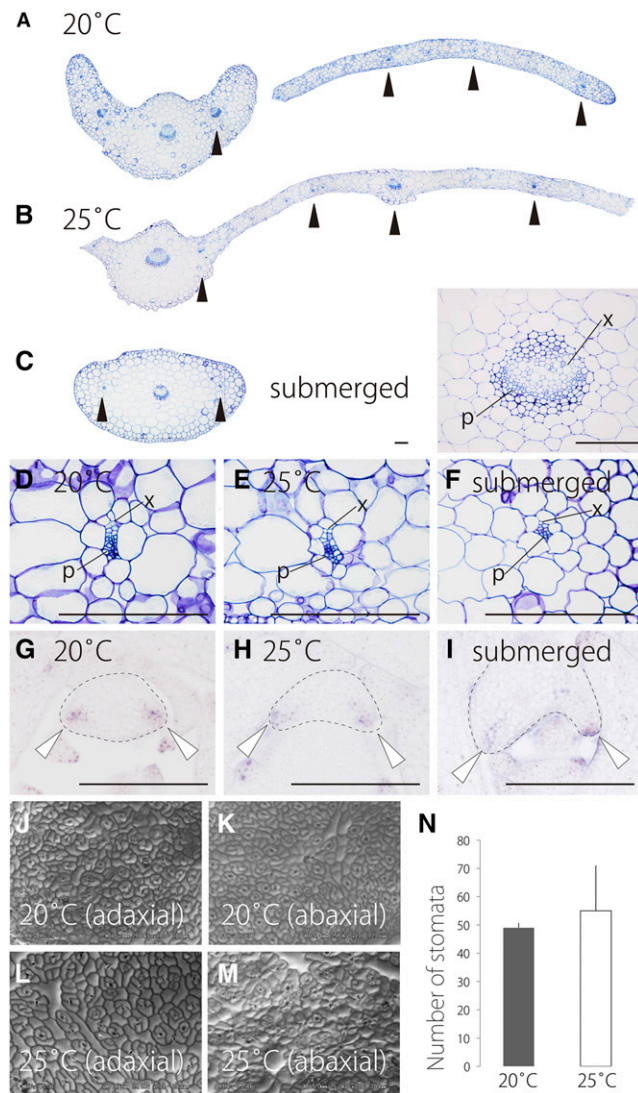 A 20˚C
B 25˚C
x
p
C submerged
D 20˚C
x
p
E 25˚C
x
p
F submerged
x
p
G 20˚C
H 25˚C
I submerged
J 20˚C (adaxial)
K 20˚C (abaxial)
L 25˚C (adaxial)
M 25˚C (abaxial)
N
Number of stomata
80
70
60
50
40
30
20
10
0
20˚C
25˚C